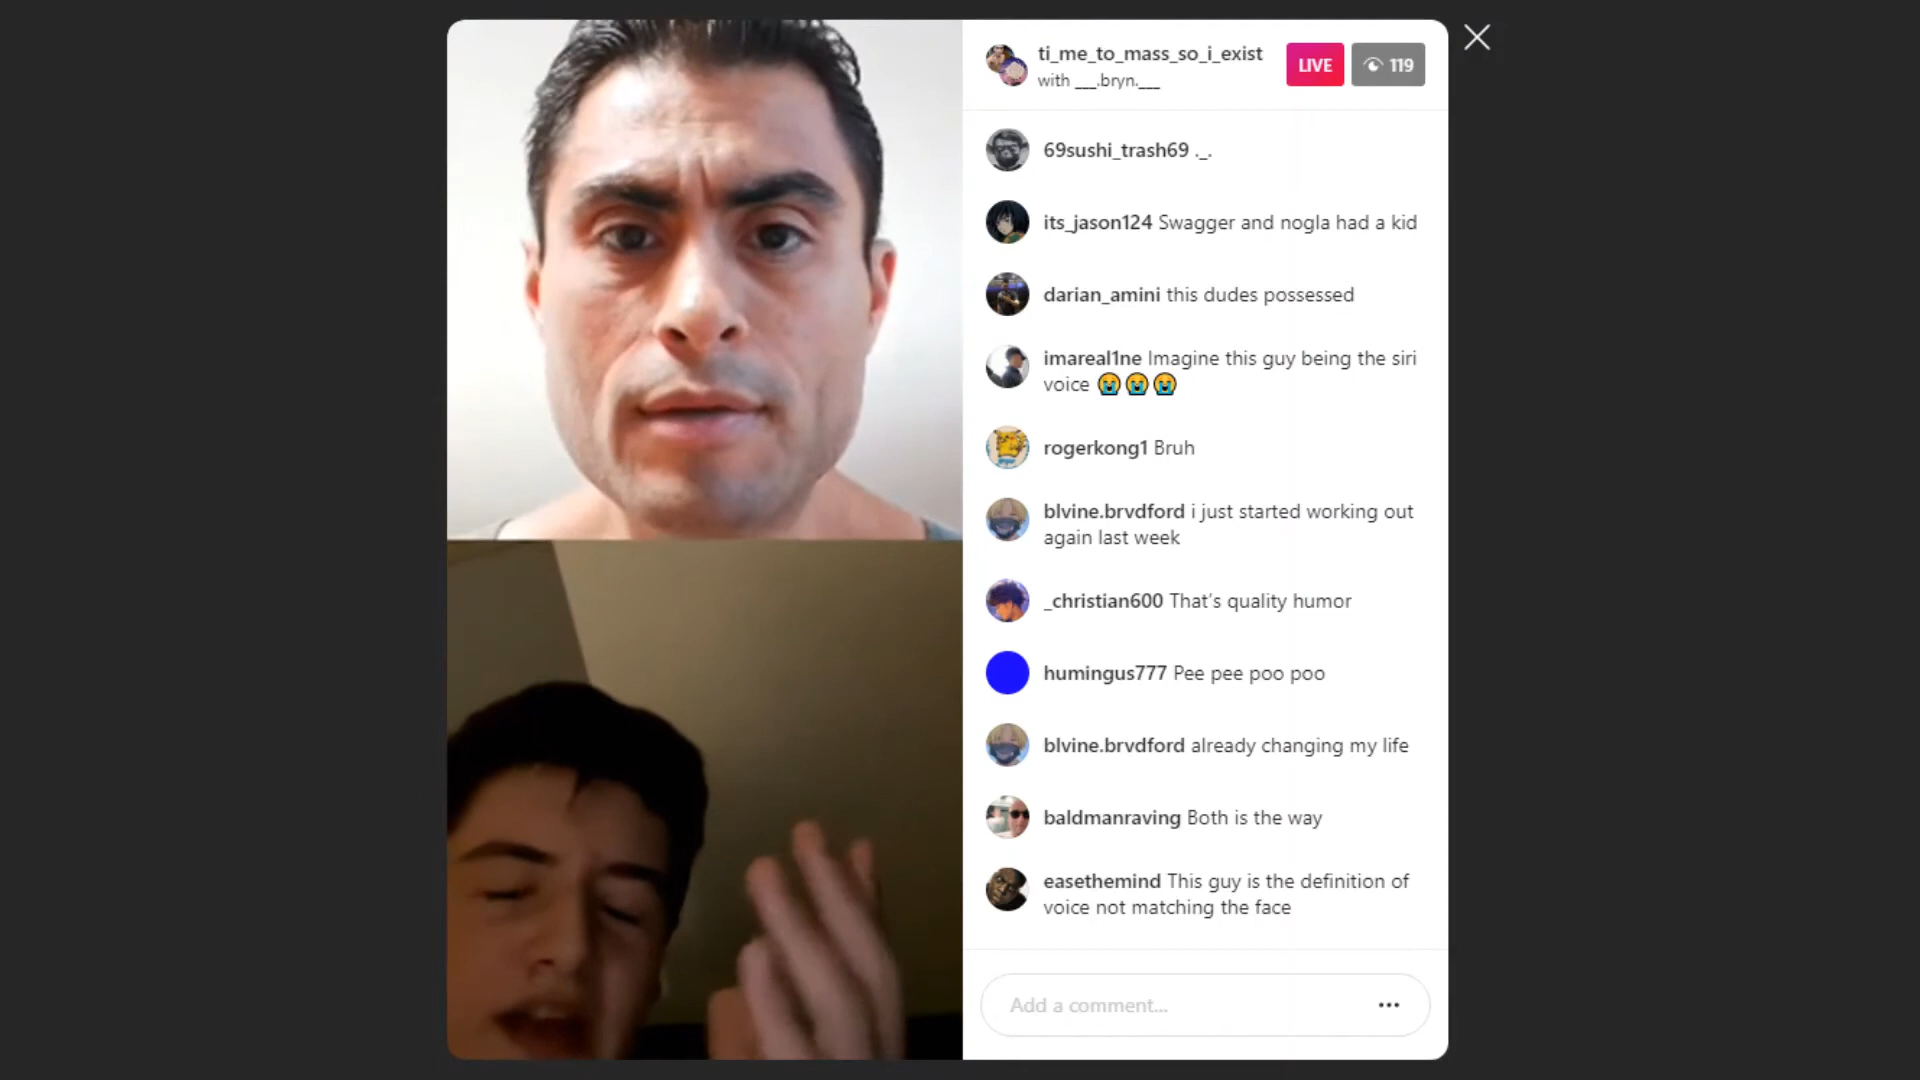 ti_me_to_mass_so_i_exist
with ___.bryn.___
LIVE
119
69sushi_trash69 ._.
its_jason124 Swagger and nogla had a kid
darian_amini this dudes possessed
imareal1ne Imagine this guy being the siri
voice 😭😭😭
rogerkong1 Bruh
blvine.brvdford i just started working out
again last week
_christian600 That’s quality humor
humingus777 Pee pee poo poo
blvine.brvdford already changing my life
baldmanraving Both is the way
easethemind This guy is the definition of
voice not matching the face
Add a comment...